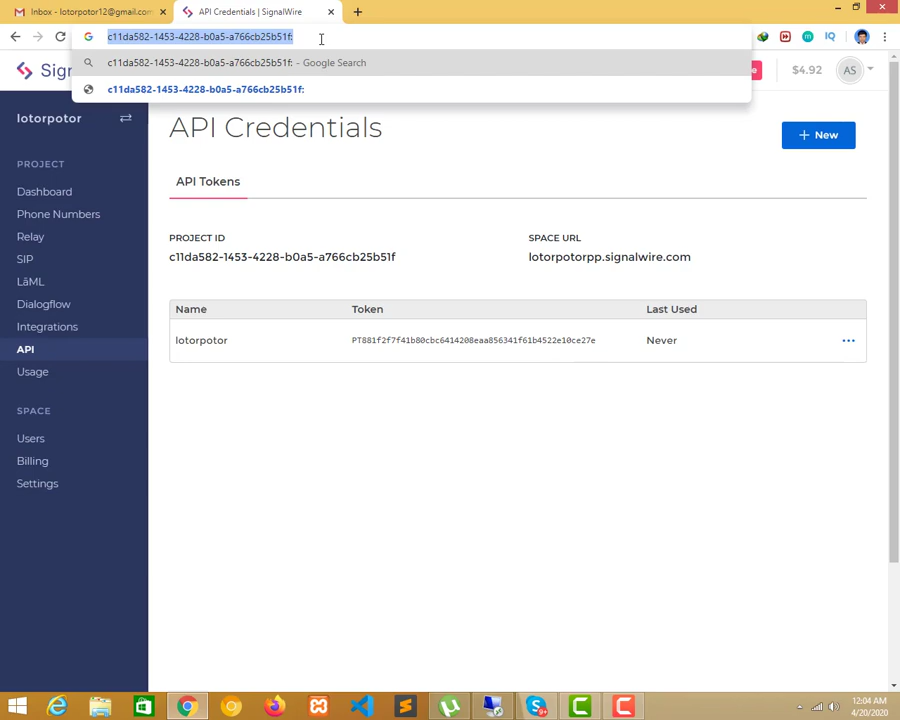 Inbox - lotorpotor12@gmail.com
API Credentials | SignalWire
c11da582-1453-4228-b0a5-a766cb25b51f:
IQ
c11da582-1453-4228-b0a5-a766cb25b51f: - Google Search
c11da582-1453-4228-b0a5-a766cb25b51f:
Sig
e
$4.92
AS
lotorpotor
API Credentials
+ New
PROJECT
API Tokens
Dashboard
Phone Numbers
Relay
SIP
LāML
Dialogflow
Integrations
API
Usage
SPACE
Users
Billing
Settings
PROJECT ID
SPACE URL
c11da582-1453-4228-b0a5-a766cb25b51f
lotorpotorpp.signalwire.com
Name Token Last Used
lotorpotor PT881f2f7f41b80cbc6414208eaa856341f61b4522e10ce27e Never
12:04 AM
4/20/2020